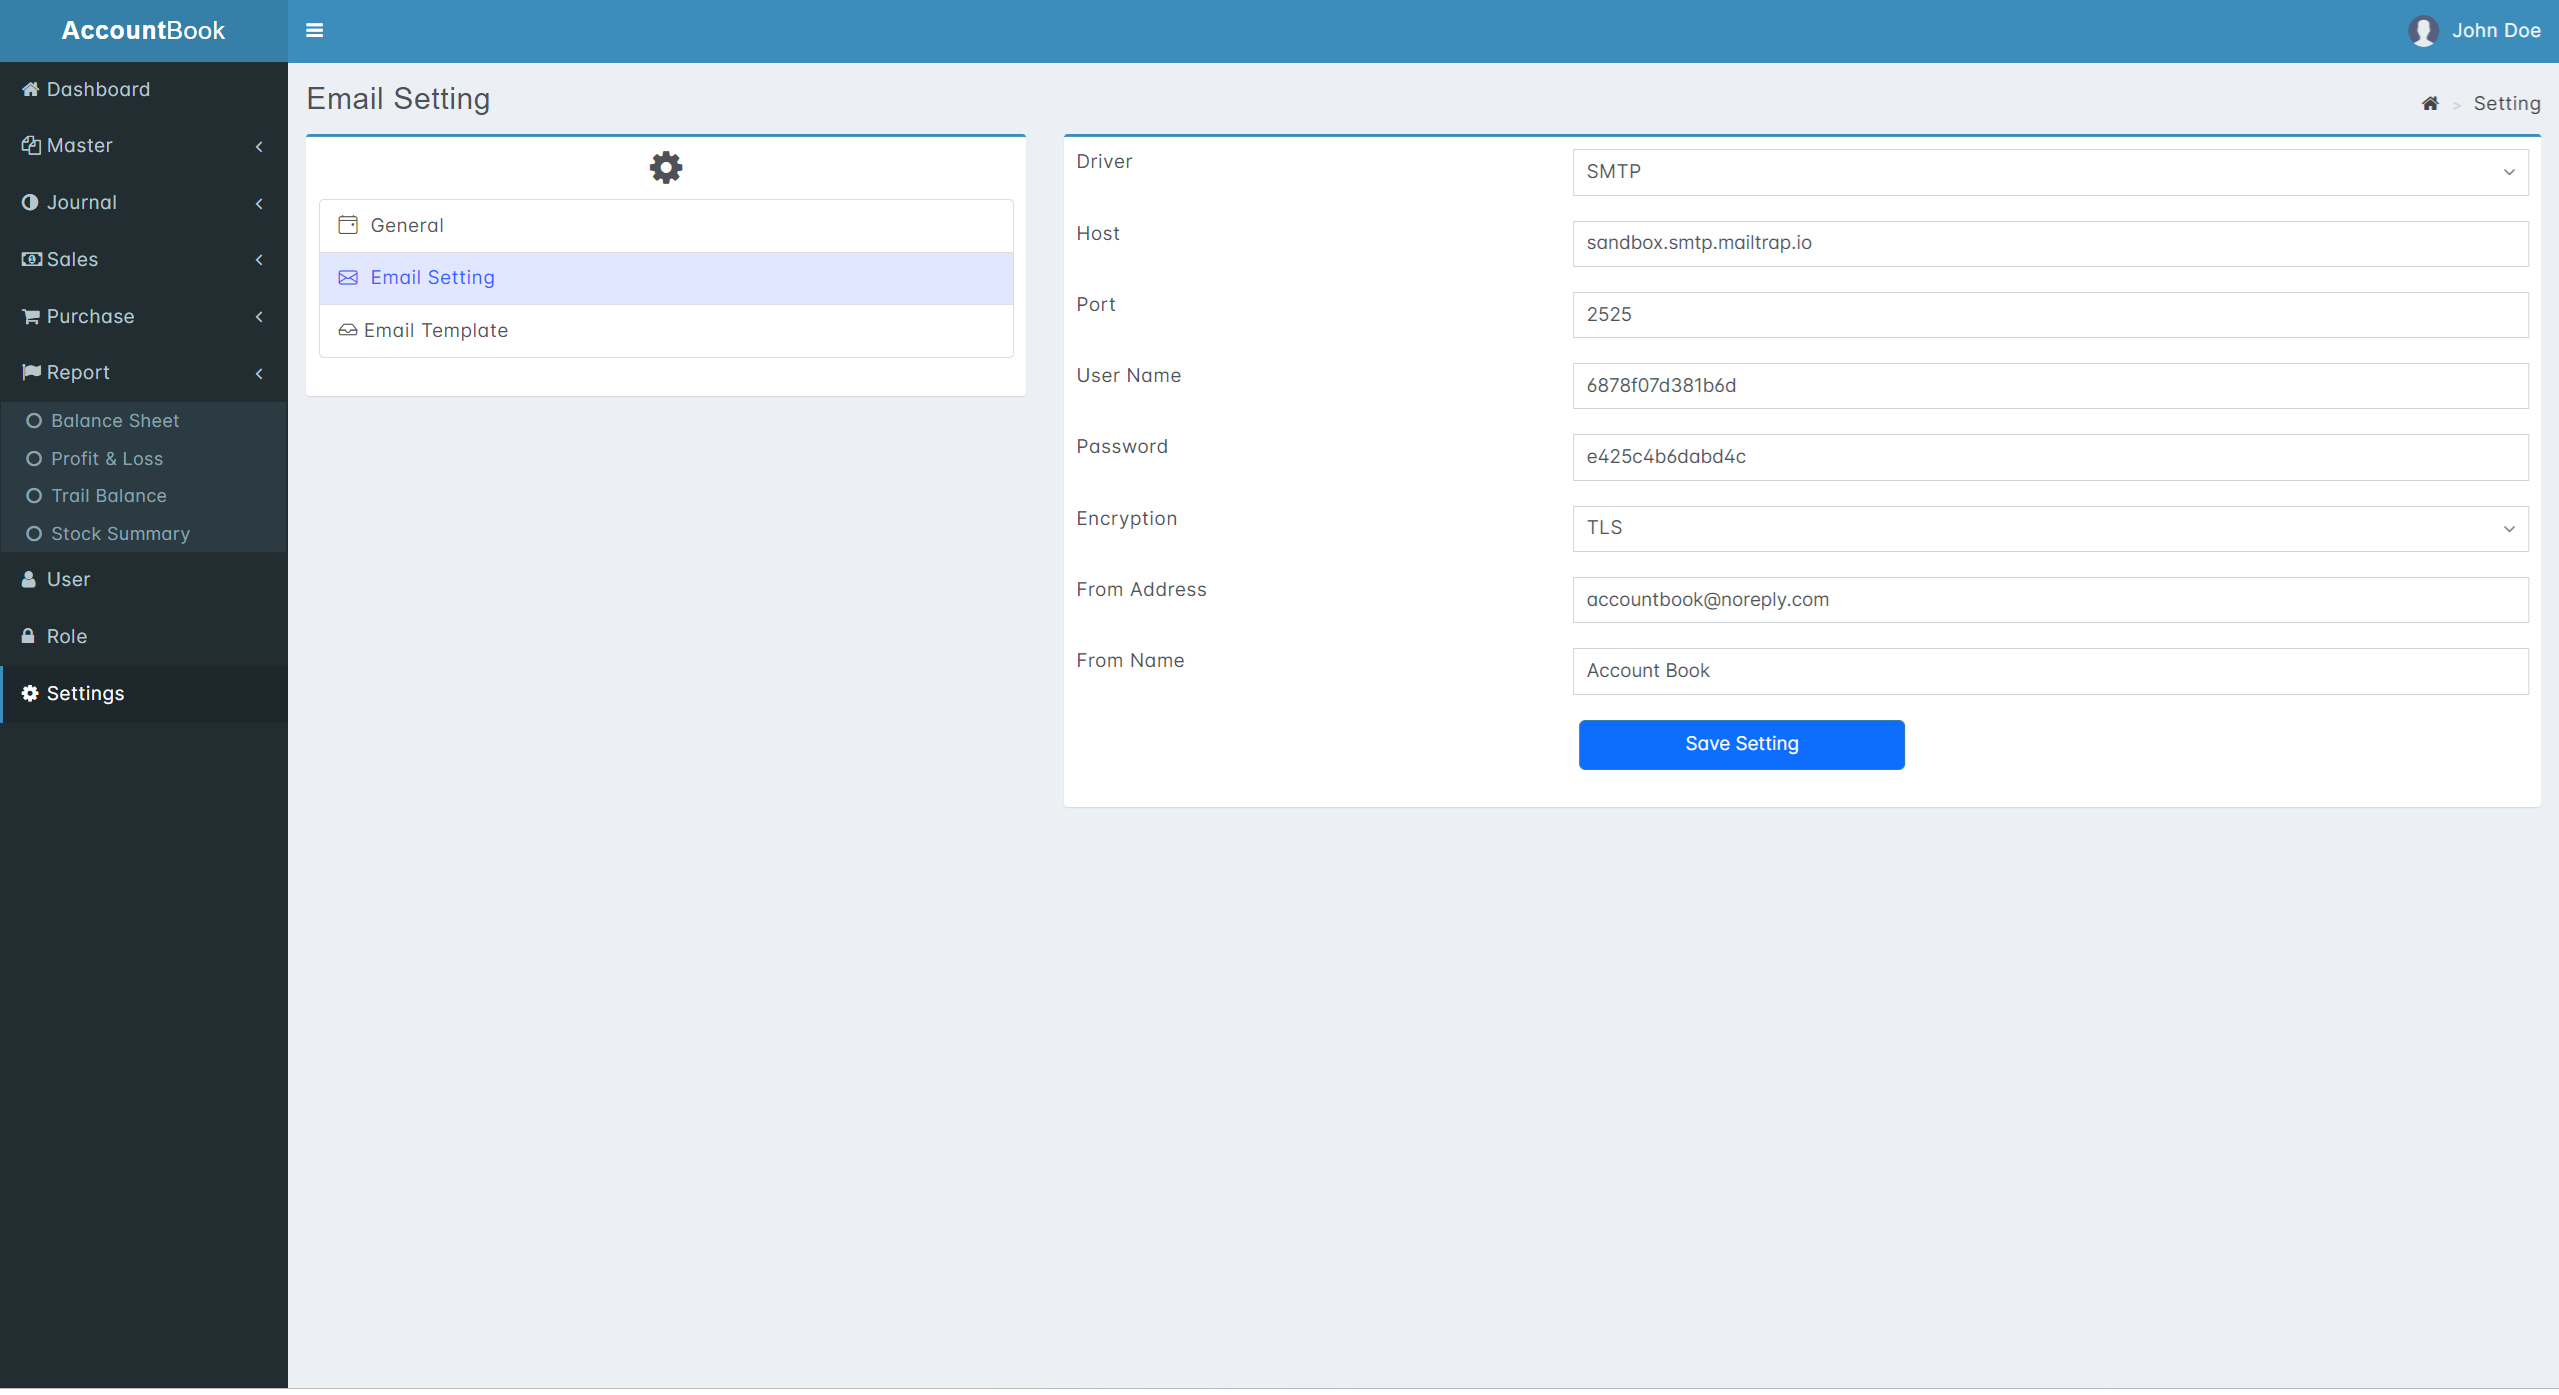 AccountBook
John Doe
Dashboard
Master
Journal
Sales
Purchase
Report
Balance Sheet
Profit & Loss
Trail Balance
Stock Summary
User
Role
Settings
Email Setting
> Setting
General
Email Setting
Email Template
Driver
SMTP
Host
sandbox.smtp.mailtrap.io
Port
2525
User Name
6878f07d381b6d
Password
e425c4b6dabd4c
Encryption
TLS
From Address
accountbook@noreply.com
From Name
Account Book
Save Setting